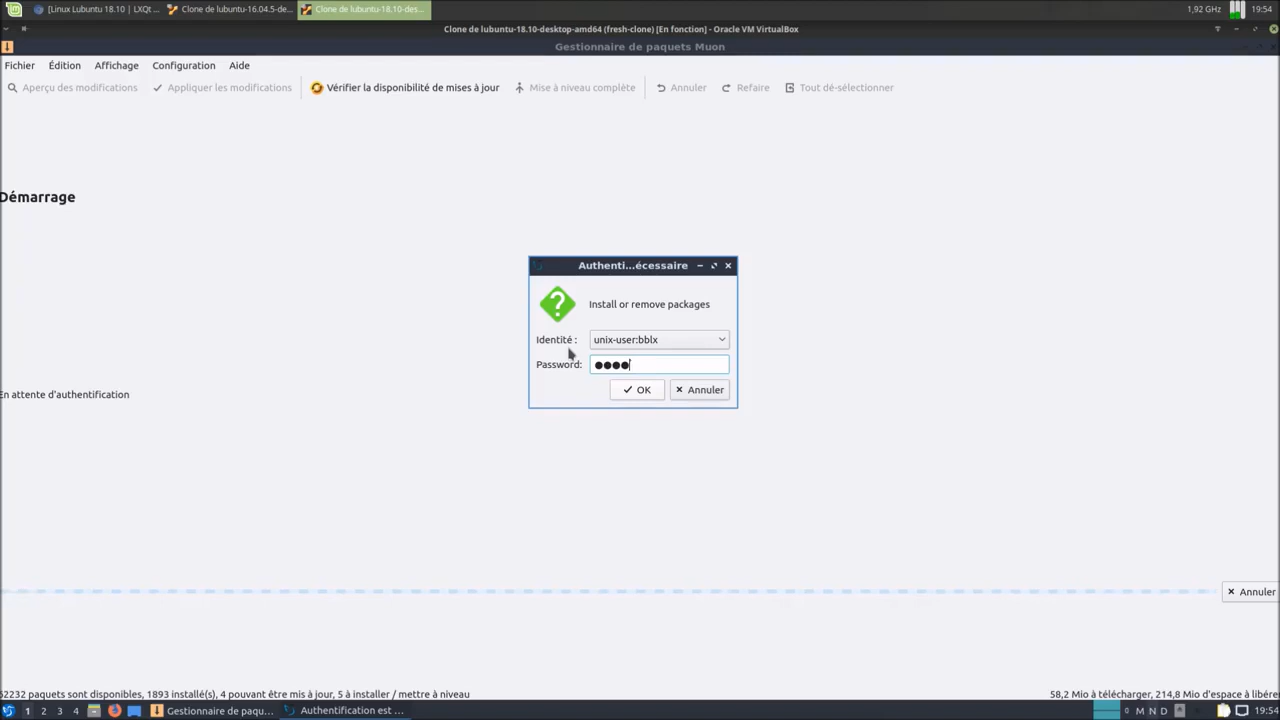 [Linux Lubuntu 18.10 | LXQt ...
Clone de lubuntu-16.04.5-de...
Clone de lubuntu-18.10-des...
1,92 GHz
19:54
Clone de lubuntu-18.10-desktop-amd64 (fresh-clone) [En fonction] - Oracle VM VirtualBox
Gestionnaire de paquets Muon
Fichier Édition Affichage Configuration Aide
Aperçu des modifications Appliquer les modifications Vérifier la disponibilité de mises à jour Mise à niveau complète Annuler Refaire Tout dé-sélectionner
Démarrage
Authenti...écessaire
Install or remove packages
Identité : unix-user:bblx
Password: ●●●●
OK Annuler
En attente d'authentification
Annuler
62232 paquets sont disponibles, 1893 installé(s), 4 pouvant être mis à jour, 5 à installer / mettre à niveau
58,2 Mio à télécharger, 214,8 Mio d'espace à libérer
1 2 3 4 Gestionnaire de paqu... Authentification est ... M N D 19:54